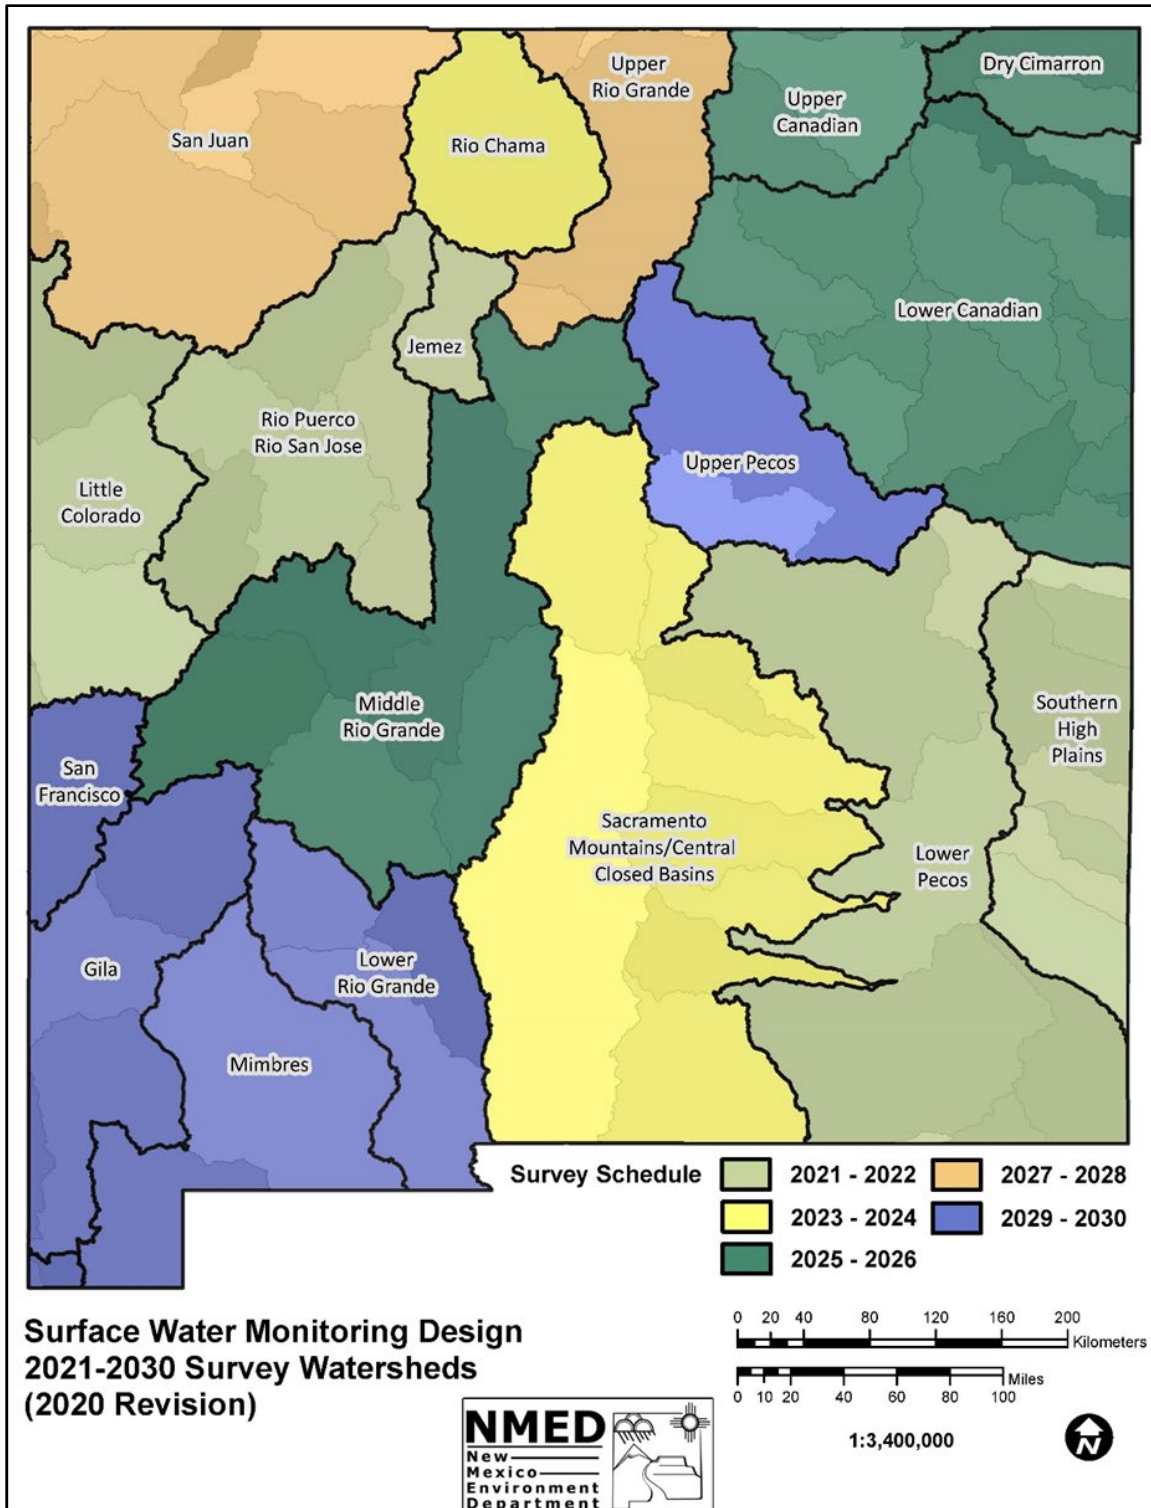 Upper
Rio Grande
Dry Cimarron
Upper
Canadian
San Juan
Rio Chama
Lower Canadian
Jemez
Rio Puerco
Rio San Jose
Upper Pecos
Little
Colorado
Middle
Rio Grande
Southern
High
Plains
San
Francisco
Sacramento
Mountains/Central
Closed Basins
Lower
Pecos
Gila
Lower
Rio Grande
Mimbres
Survey Schedule
2021 - 2022
2027 - 2028
2023 - 2024
2029 - 2030
2025 - 2026
Surface Water Monitoring Design
2021-2030 Survey Watersheds
(2020 Revision)
0 20 40 80 120 160 200
Kilometers
Miles
0 10 20 40 60 80 100
1:3,400,000
N
NMED
New
Mexico
Environment
Department